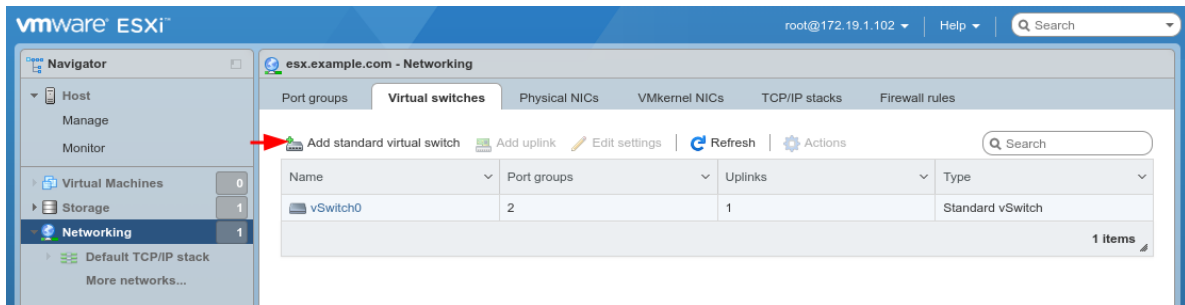 vmware ESXi™
root@172.19.1.102
Help
Search
Navigator
Host
Manage
Monitor
Virtual Machines 0
Storage 1
Networking 1
Default TCP/IP stack
More networks...
esx.example.com - Networking
Port groups Virtual switches Physical NICs VMkernel NICs TCP/IP stacks Firewall rules
Add standard virtual switch Add uplink Edit settings Refresh Actions Search
Name Port groups Uplinks Type
vSwitch0 2 1 Standard vSwitch
1 items